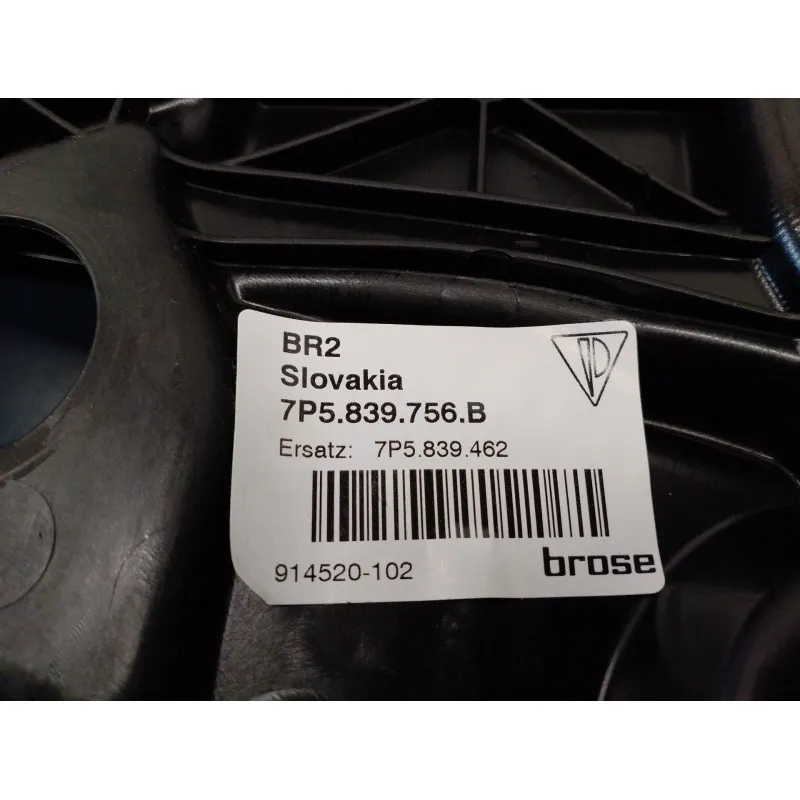 BR2
Slovakia
7P5.839.756.B
Ersatz: 7P5.839.462
914520-102
brose